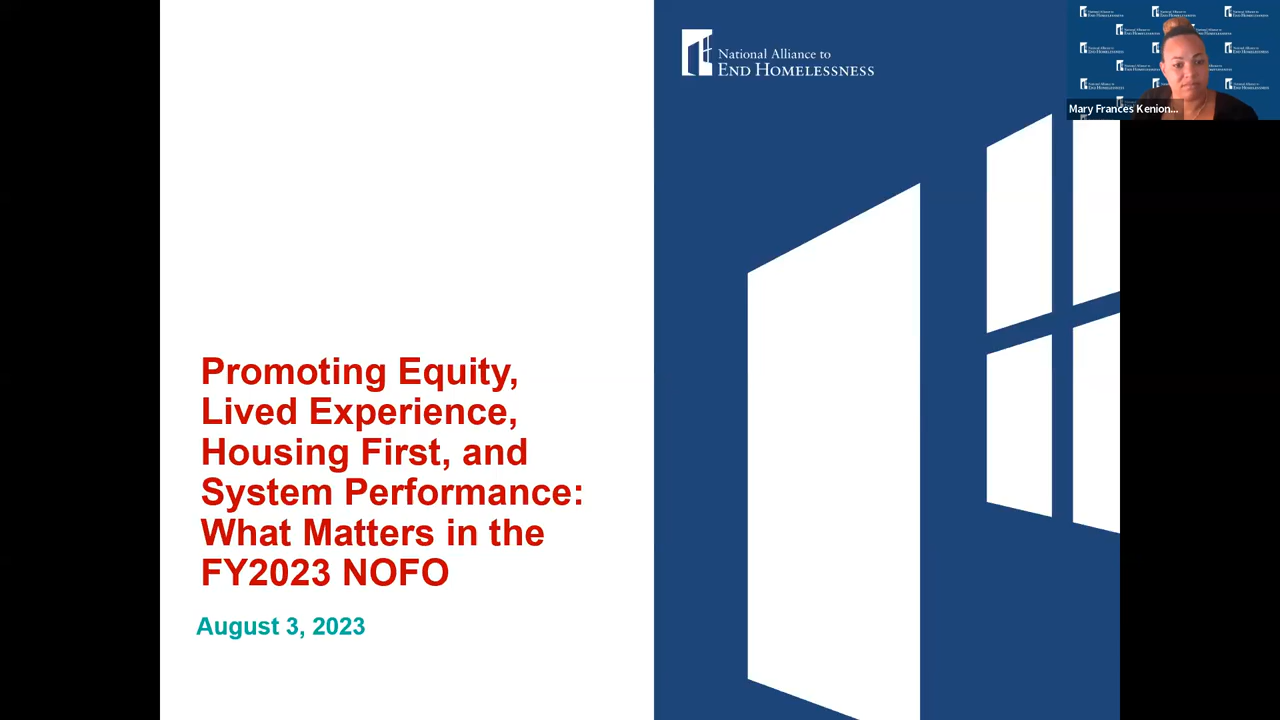 National Alliance to
END HOMELESSNESS
Mary Frances Kenion...
Promoting Equity,
Lived Experience,
Housing First, and
System Performance:
What Matters in the
FY2023 NOFO
August 3, 2023